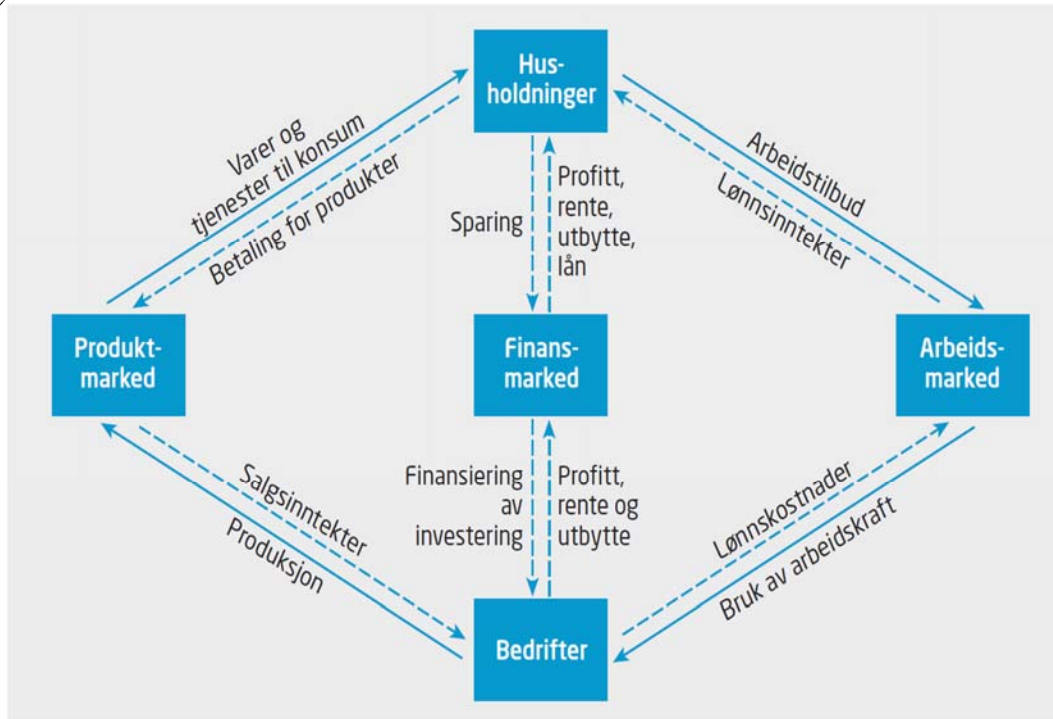 Hus-
holdninger
Varer og
tjenester til konsum
Betaling for produkter
Sparing
Profitt,
rente,
utbytte,
lån
Arbeidstilbud
Lønnsinntekter
Produkt-
marked
Finans-
marked
Arbeids-
marked
Salgsinntekter
Produksjon
Finansiering
av
investering
Profitt,
rente og
utbytte
Lønnskostnader
Bruk av arbeidskraft
Bedrifter